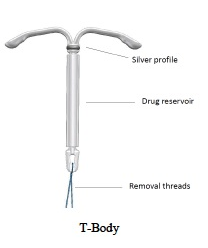 Silver profile
Drug reservoir
Removal threads
T-Body